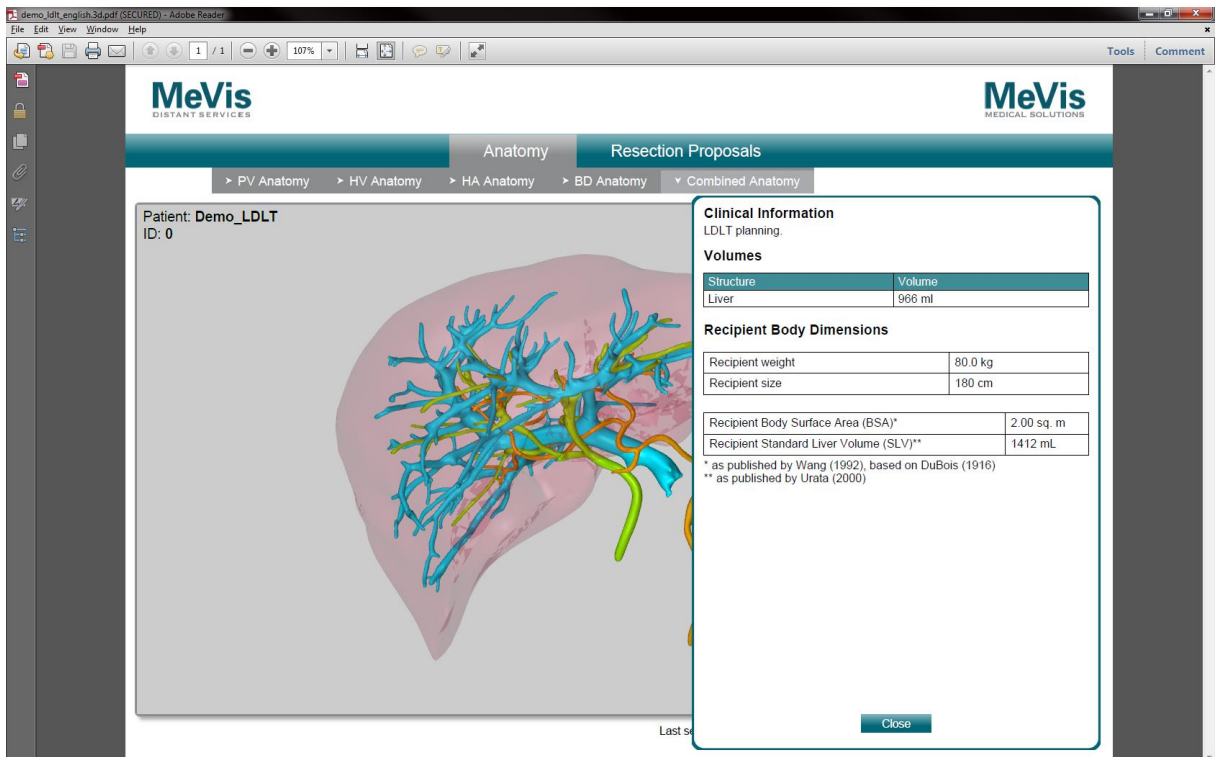 demo_ldlt_english.3d.pdf (SECURED) - Adobe Reader
File Edit View Window Help
1 / 1 107% Tools Comment
MeVis
DISTANT SERVICES
MeVis
MEDICAL SOLUTIONS
Anatomy Resection Proposals
PV Anatomy HV Anatomy HA Anatomy BD Anatomy Combined Anatomy
Patient: Demo_LDLT
ID: 0
Clinical Information
LDLT planning.
Volumes
Structure Volume
Liver 966 ml
Recipient Body Dimensions
Recipient weight 80.0 kg
Recipient size 180 cm
Recipient Body Surface Area (BSA)* 2.00 sq. m
Recipient Standard Liver Volume (SLV)** 1412 mL
* as published by Wang (1992), based on DuBois (1916)
** as published by Urata (2000)
Close
Last se